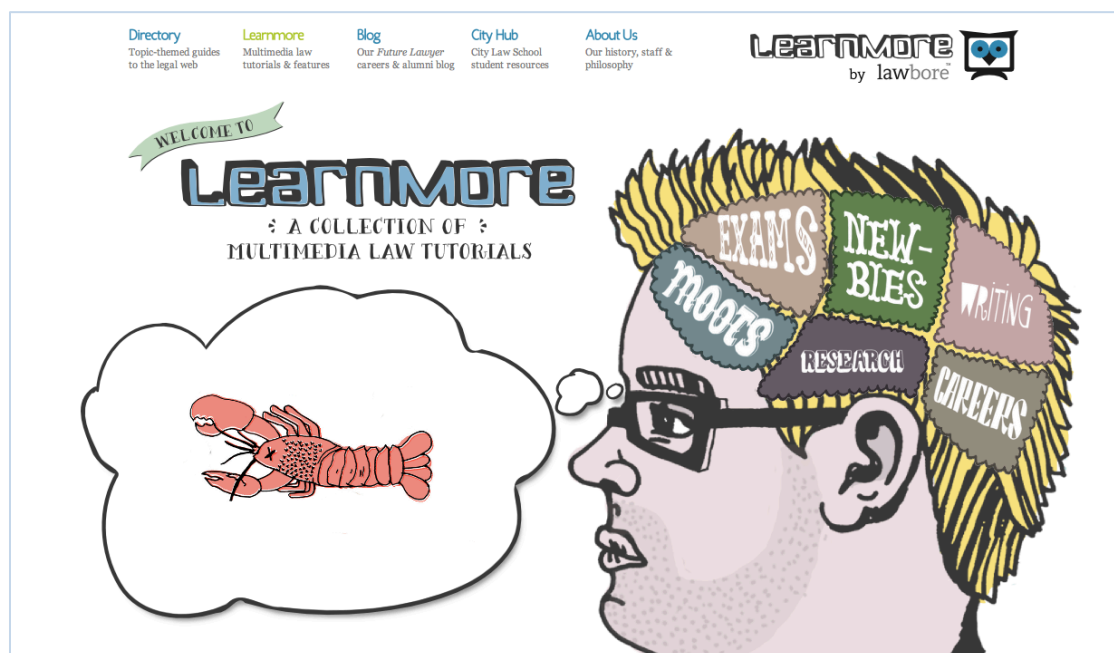 Directory
Topic-themed guides
to the legal web
Learnmore
Multimedia law
tutorials & features
Blog
Our Future Lawyer
careers & alumni blog
City Hub
City Law School
student resources
About Us
Our history, staff &
philosophy
LearnMore
by lawbore™
WELCOME TO
LearnMore
A COLLECTION OF
MULTIMEDIA LAW TUTORIALS
EXAMS
NEW-
BIES
WRiTiNG
MOOTS
RESEARCH
CAREERS